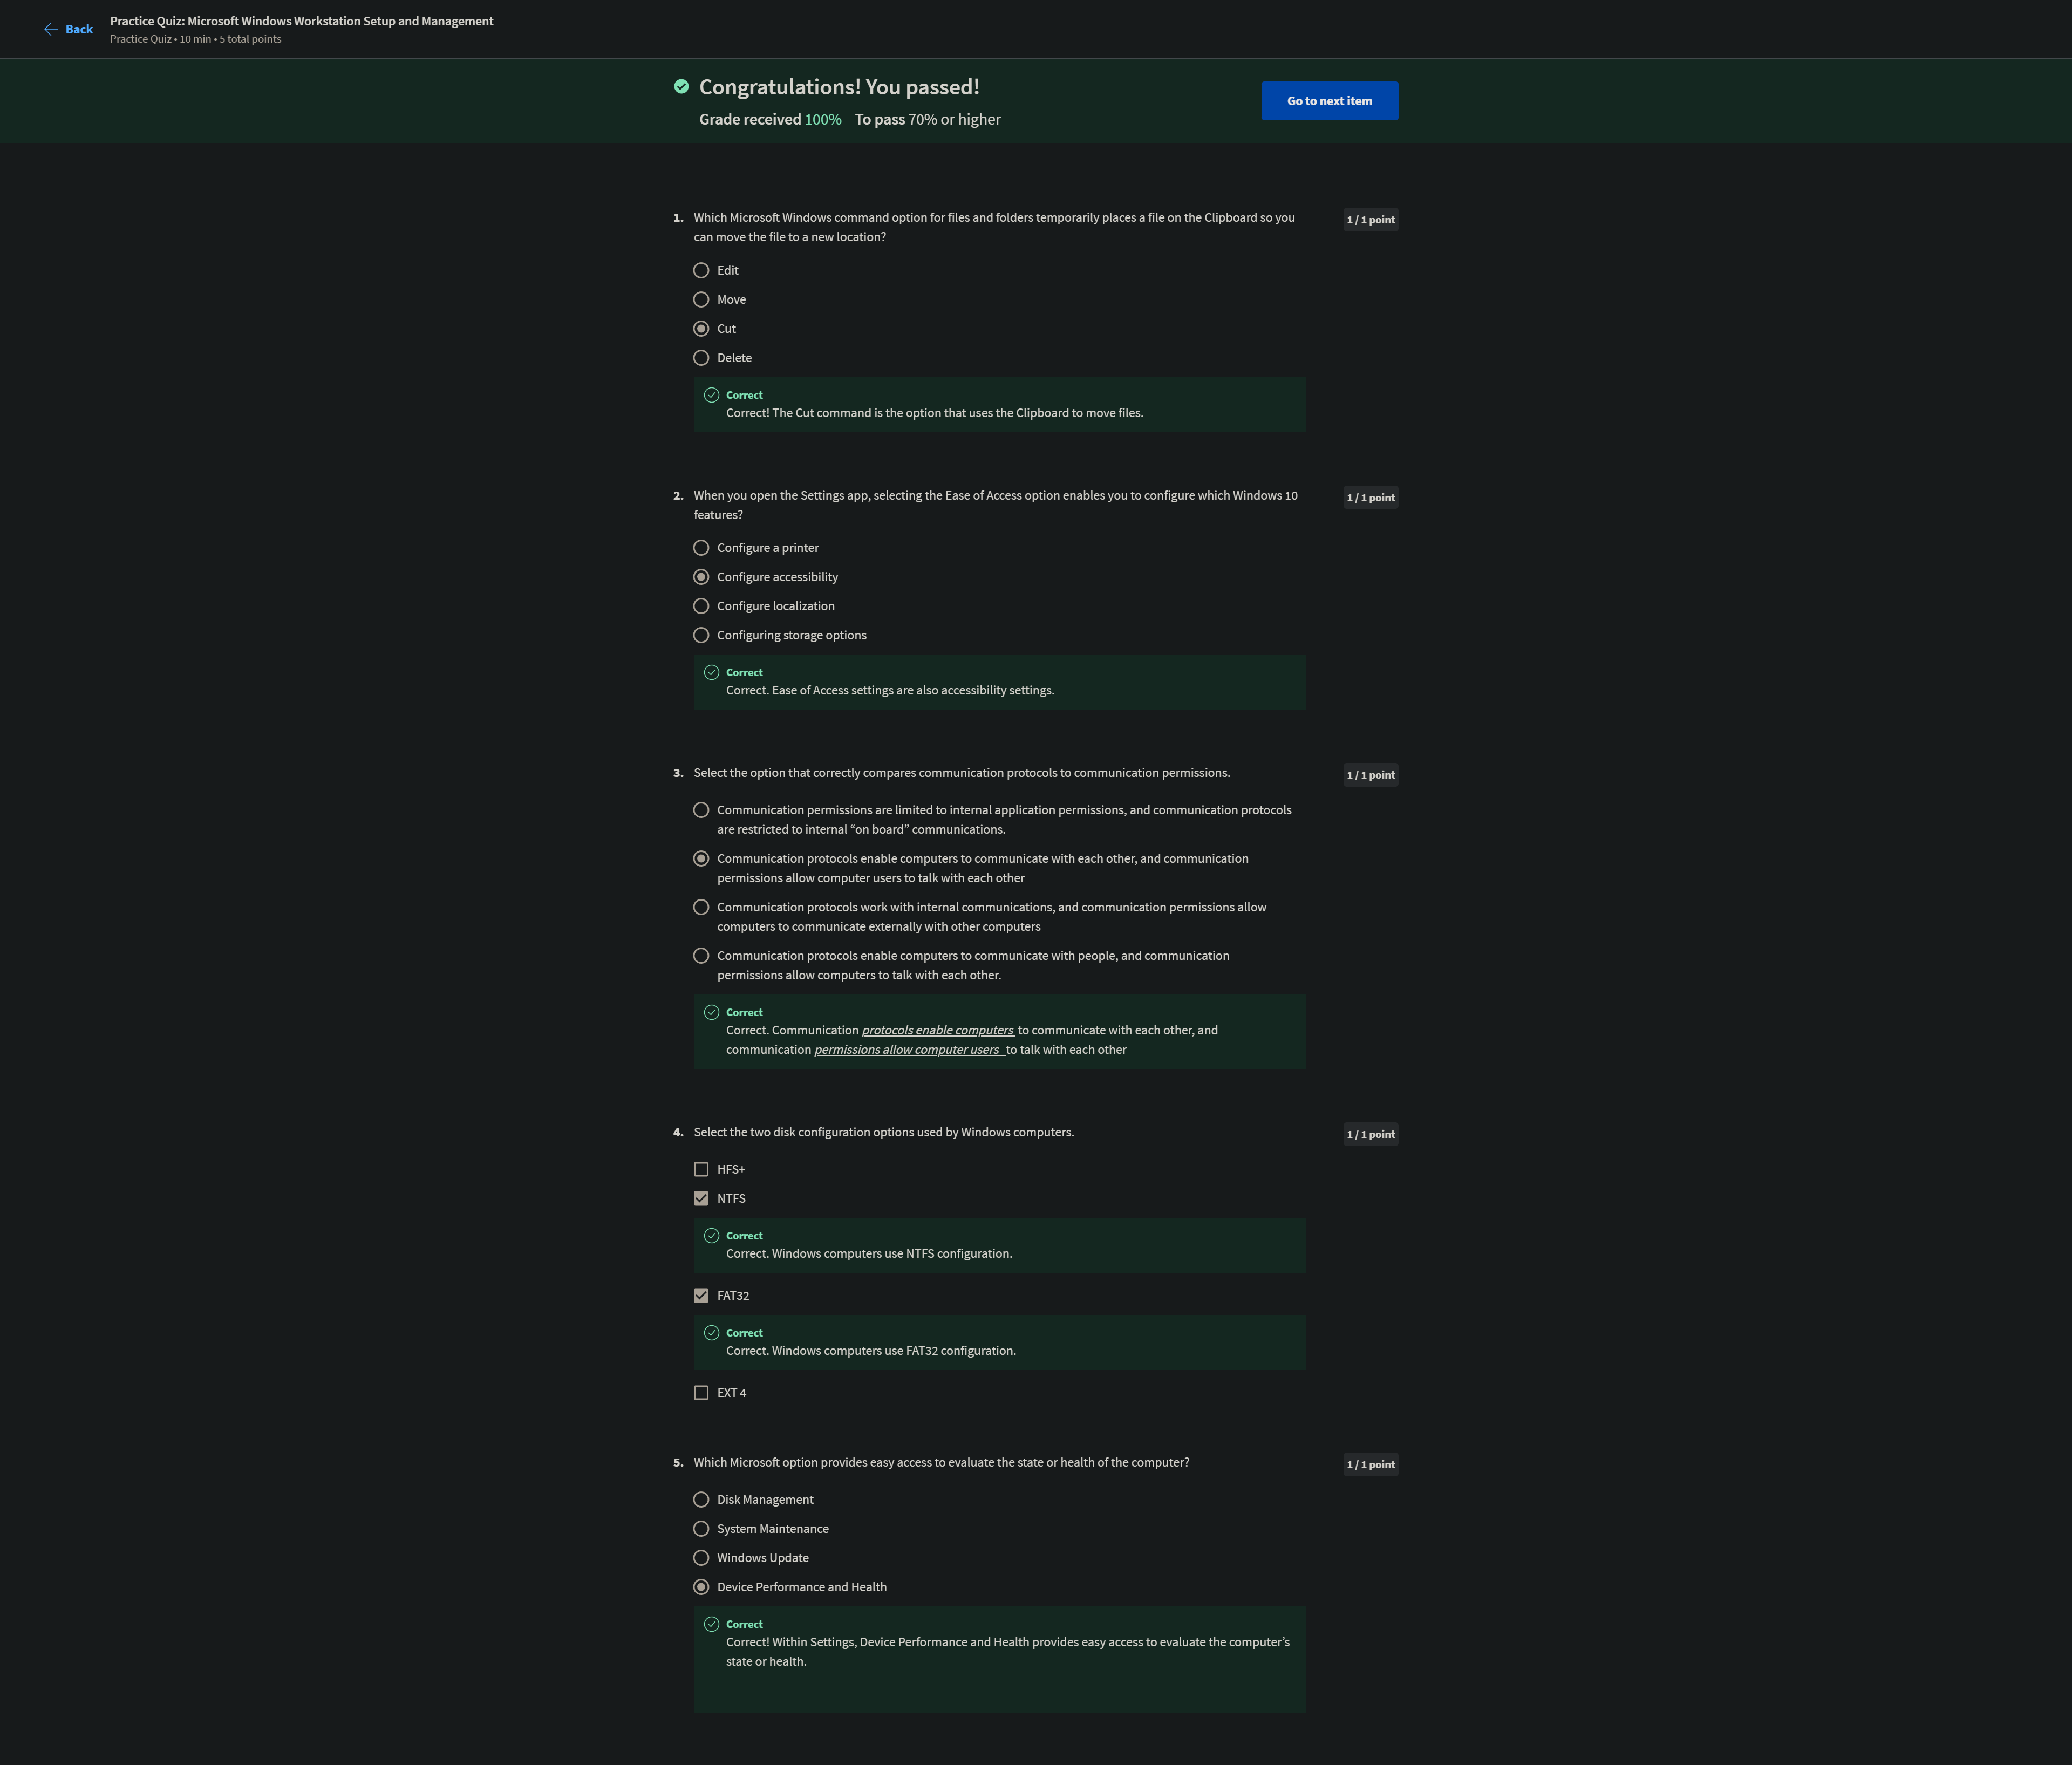 Back
Practice Quiz: Microsoft Windows Workstation Setup and Management
Practice Quiz • 10 min • 5 total points
Congratulations! You passed!
Grade received 100% To pass 70% or higher
Go to next item
1. Which Microsoft Windows command option for files and folders temporarily places a file on the Clipboard so you
can move the file to a new location?
1 / 1 point
Edit
Move
Cut
Delete
Correct
Correct! The Cut command is the option that uses the Clipboard to move files.
2. When you open the Settings app, selecting the Ease of Access option enables you to configure which Windows 10
features?
1 / 1 point
Configure a printer
Configure accessibility
Configure localization
Configuring storage options
Correct
Correct. Ease of Access settings are also accessibility settings.
3. Select the option that correctly compares communication protocols to communication permissions.
1 / 1 point
Communication permissions are limited to internal application permissions, and communication protocols
are restricted to internal “on board” communications.
Communication protocols enable computers to communicate with each other, and communication
permissions allow computer users to talk with each other
Communication protocols work with internal communications, and communication permissions allow
computers to communicate externally with other computers
Communication protocols enable computers to communicate with people, and communication
permissions allow computers to talk with each other.
Correct
Correct. Communication protocols enable computers to communicate with each other, and
communication permissions allow computer users to talk with each other
4. Select the two disk configuration options used by Windows computers.
1 / 1 point
HFS+
NTFS
Correct
Correct. Windows computers use NTFS configuration.
FAT32
Correct
Correct. Windows computers use FAT32 configuration.
EXT 4
5. Which Microsoft option provides easy access to evaluate the state or health of the computer?
1 / 1 point
Disk Management
System Maintenance
Windows Update
Device Performance and Health
Correct
Correct! Within Settings, Device Performance and Health provides easy access to evaluate the computer’s
state or health.